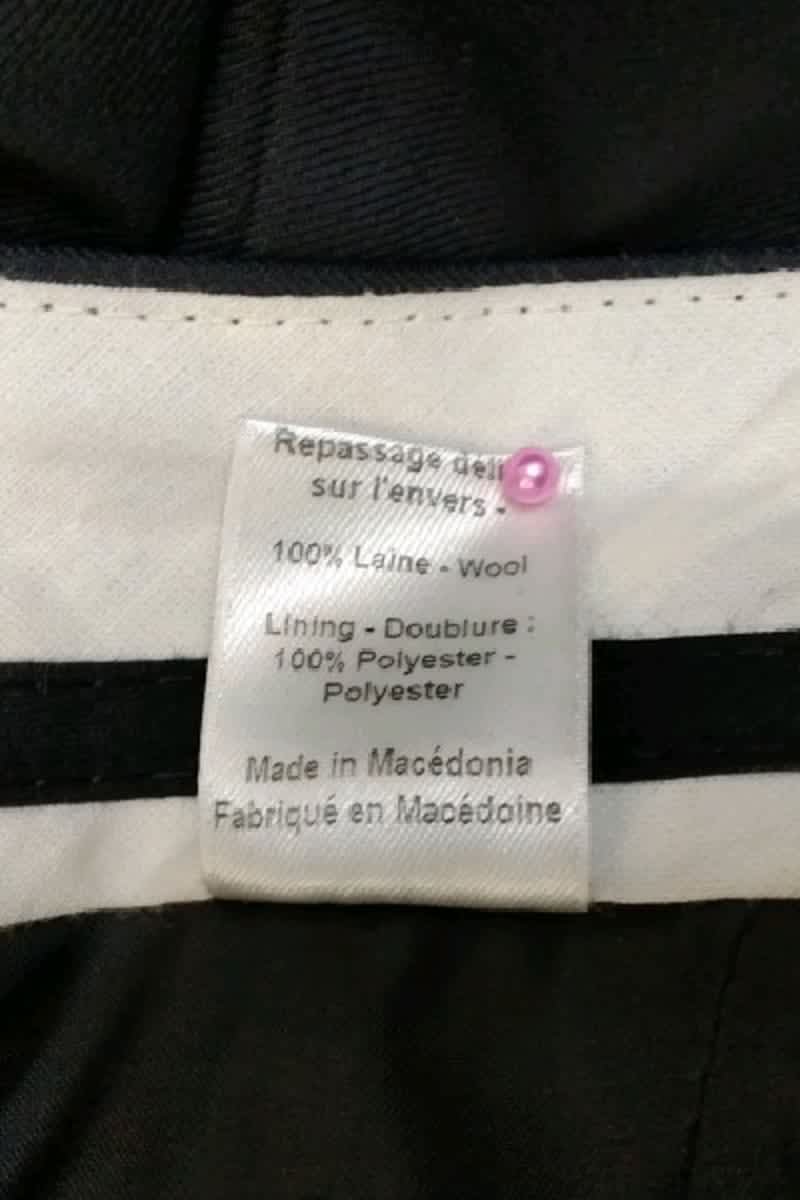 Repassage
sur l'envers -
100% Laine - Wool
Lining - Doublure :
100% Polyester -
Polyester
Made in Macédonia
Fabriqué en Macédoine